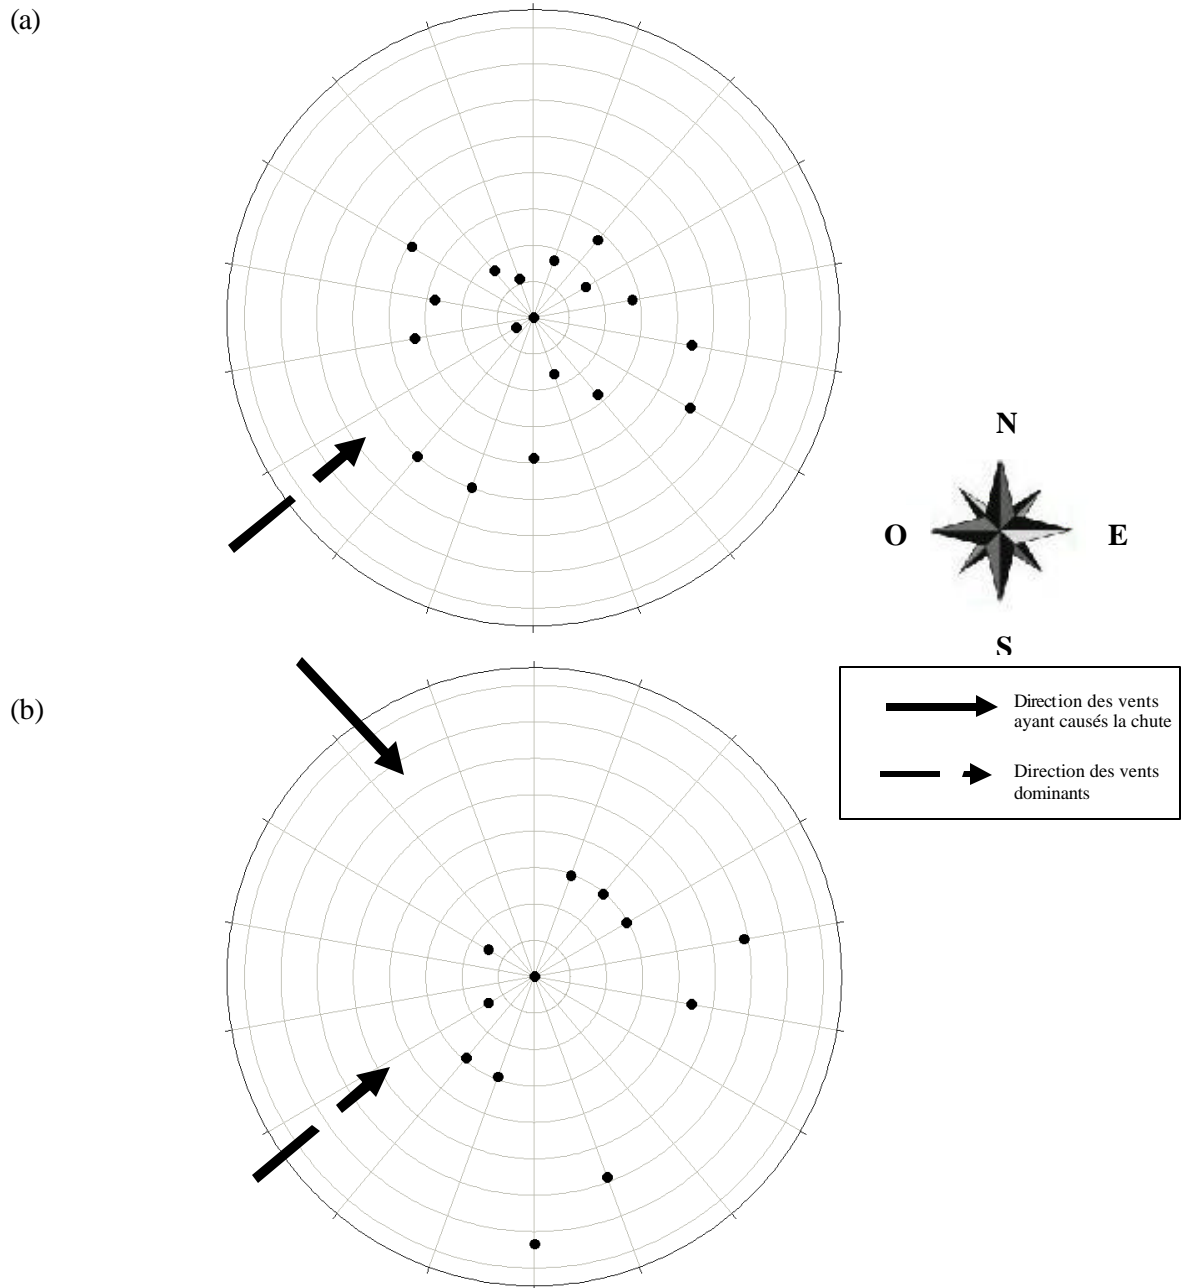 (a)
N
O
E
S
(b)
Direction des vents
ayant causés la chute
Direction des vents
dominants